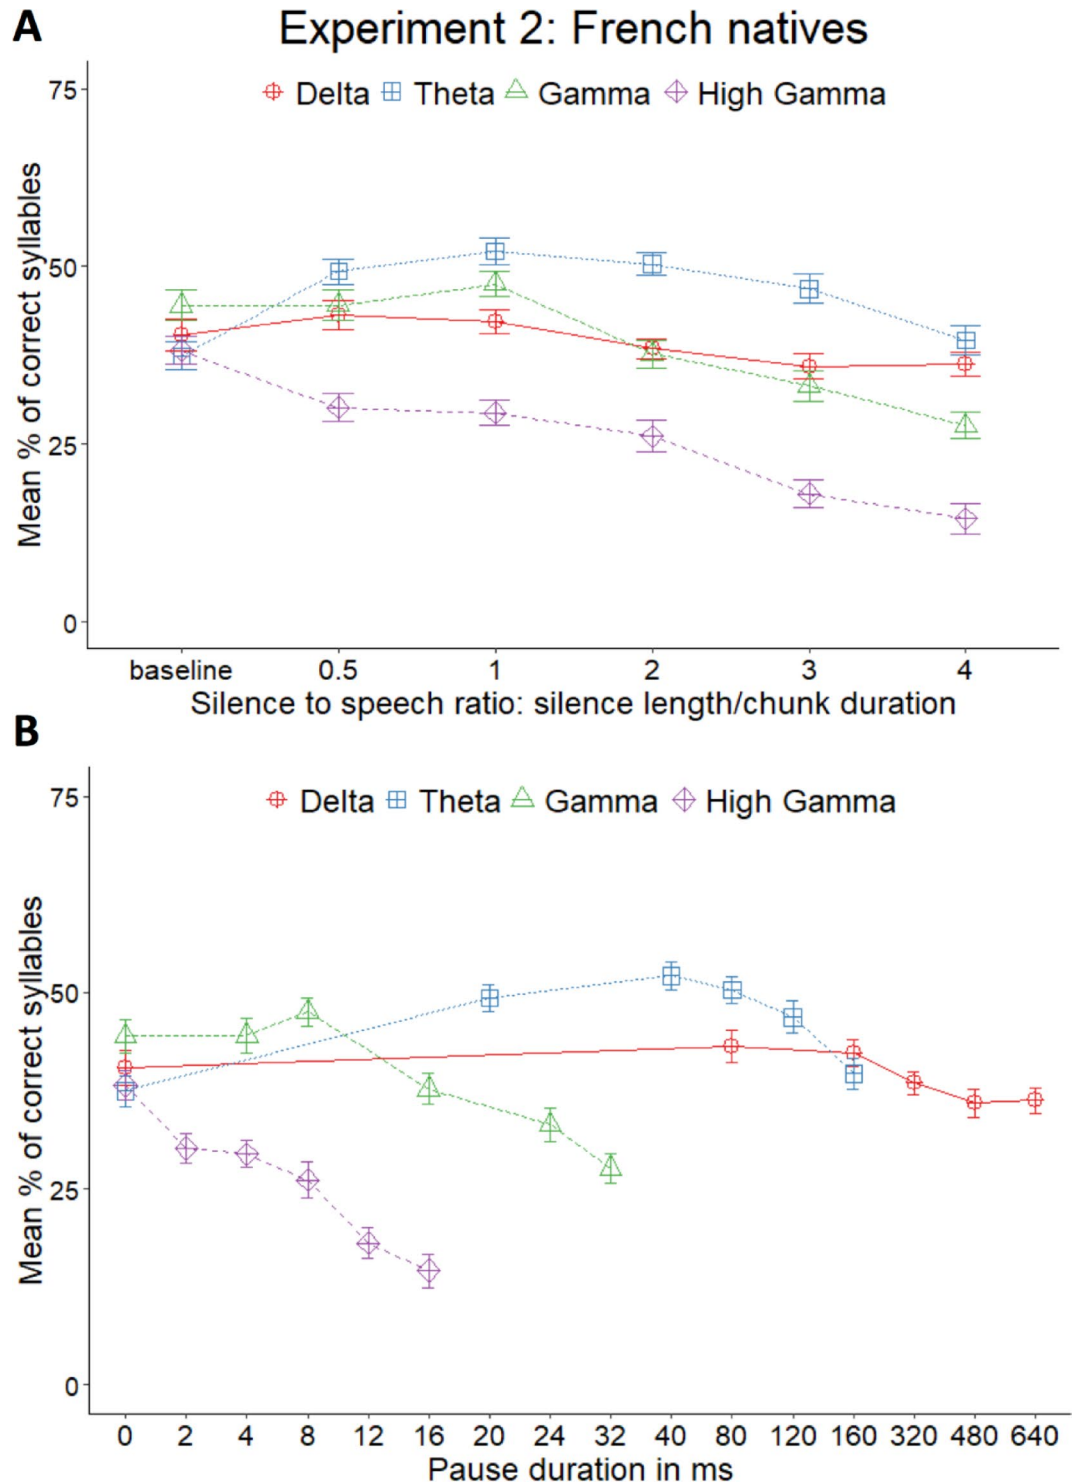 A
Experiment 2: French natives
Delta Theta Gamma High Gamma
Mean % of correct syllables
75
50
25
0
baseline 0.5 1 2 3 4
Silence to speech ratio: silence length/chunk duration
B
Delta Theta Gamma High Gamma
Mean % of correct syllables
75
50
25
0
0 2 4 8 12 16 20 24 32 40 80 120 160 320 480 640
Pause duration in ms